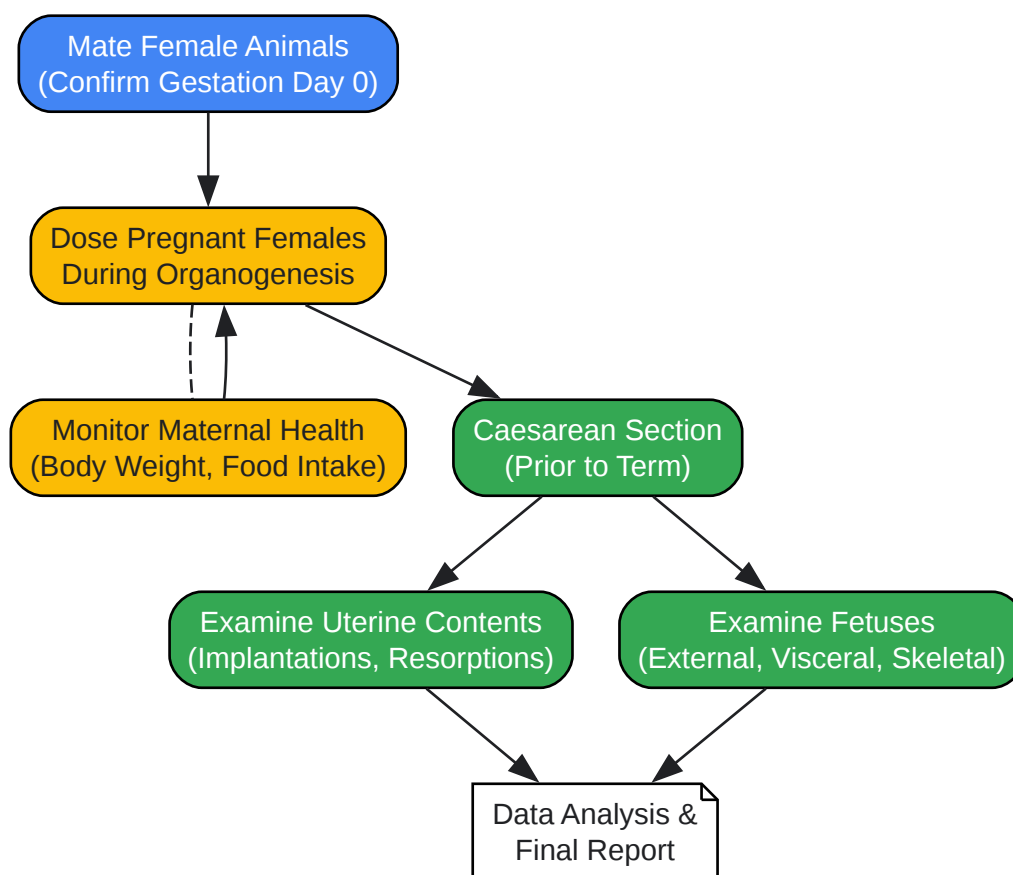 Mate Female Animals
(Confirm Gestation Day 0)
Dose Pregnant Females
During Organogenesis
Monitor Maternal Health
(Body Weight, Food Intake)
Caesarean Section
(Prior to Term)
Examine Uterine Contents
(Implantations, Resorptions)
Examine Fetuses
(External, Visceral, Skeletal)
Data Analysis &
Final Report